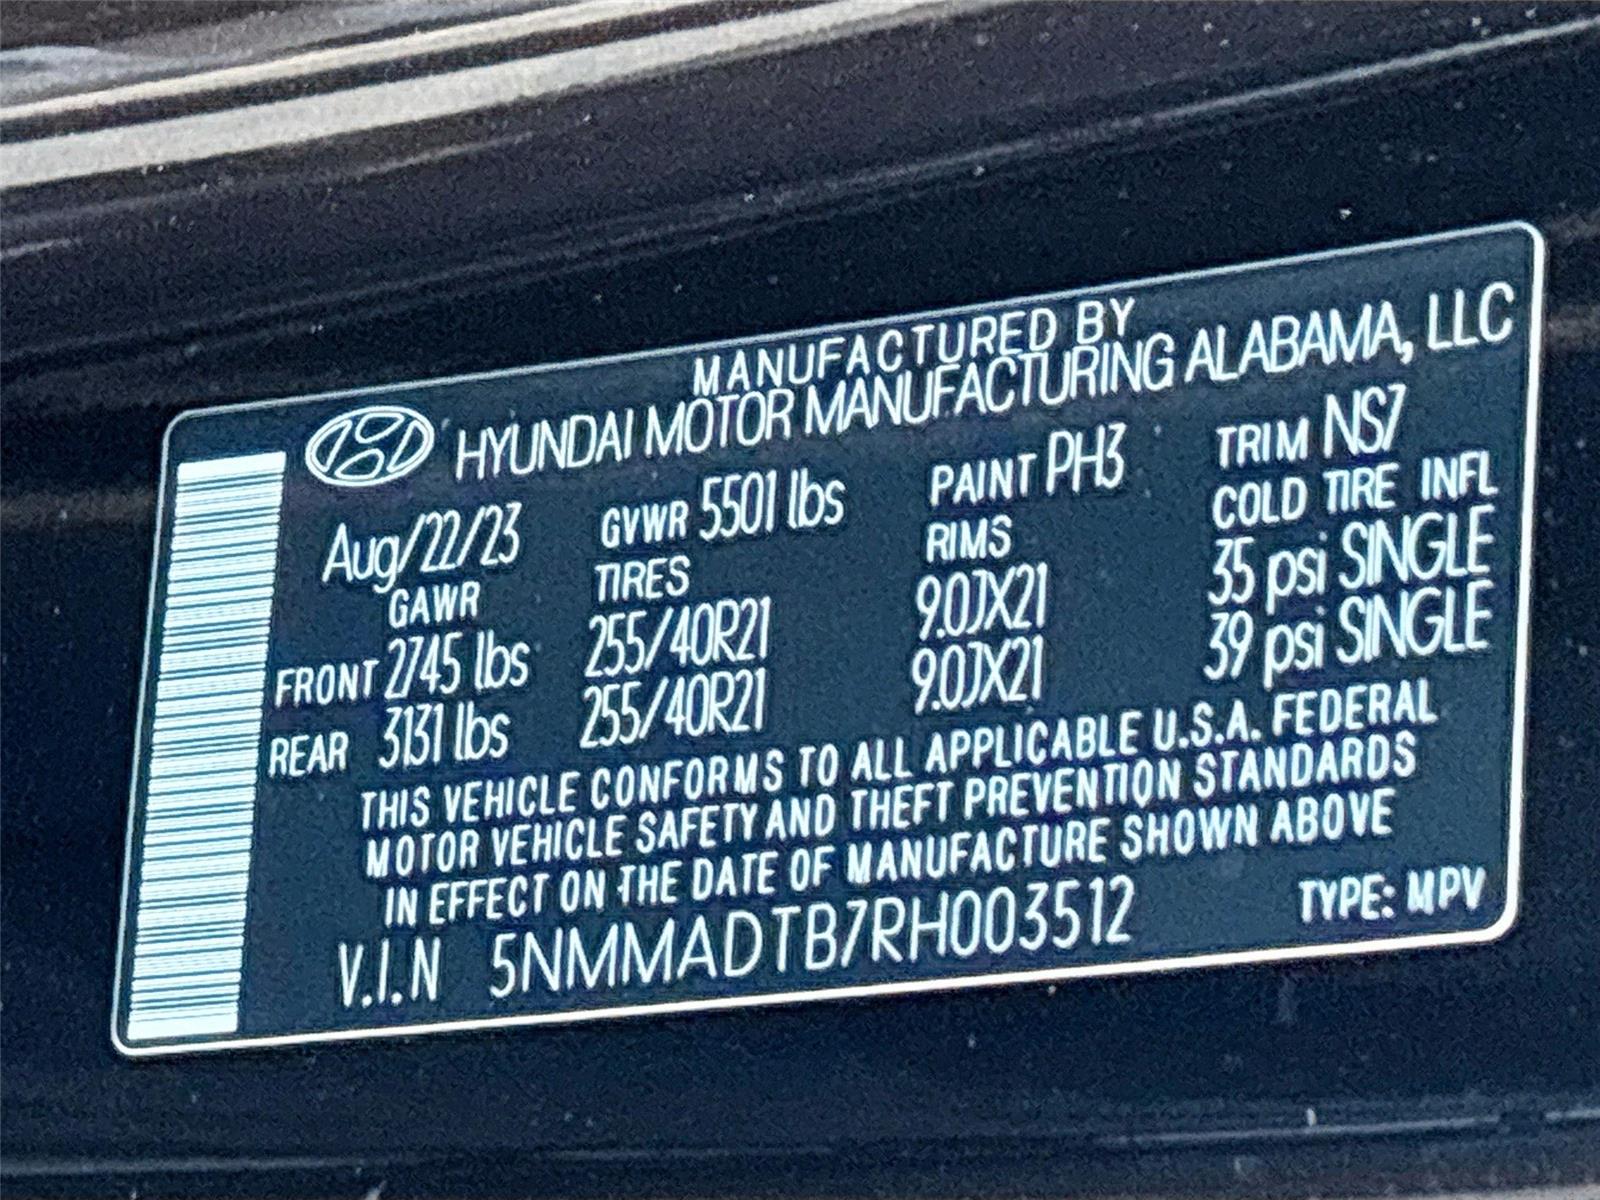 MANUFACTURED BY
HYUNDAI MOTOR MANUFACTURING ALABAMA, LLC
Aug/22/23 GVWR 5501 lbs PAINT PH3 TRIM NS7
GAWR TIRES RIMS COLD TIRE INFL
FRONT 2745 lbs 255/40R21 9.0JX21 35 psi SINGLE
REAR 3131 lbs 255/40R21 9.0JX21 39 psi SINGLE
THIS VEHICLE CONFORMS TO ALL APPLICABLE U.S.A. FEDERAL
MOTOR VEHICLE SAFETY AND THEFT PREVENTION STANDARDS
IN EFFECT ON THE DATE OF MANUFACTURE SHOWN ABOVE
V.I.N 5NMMADTB7RH003512 TYPE: MPV